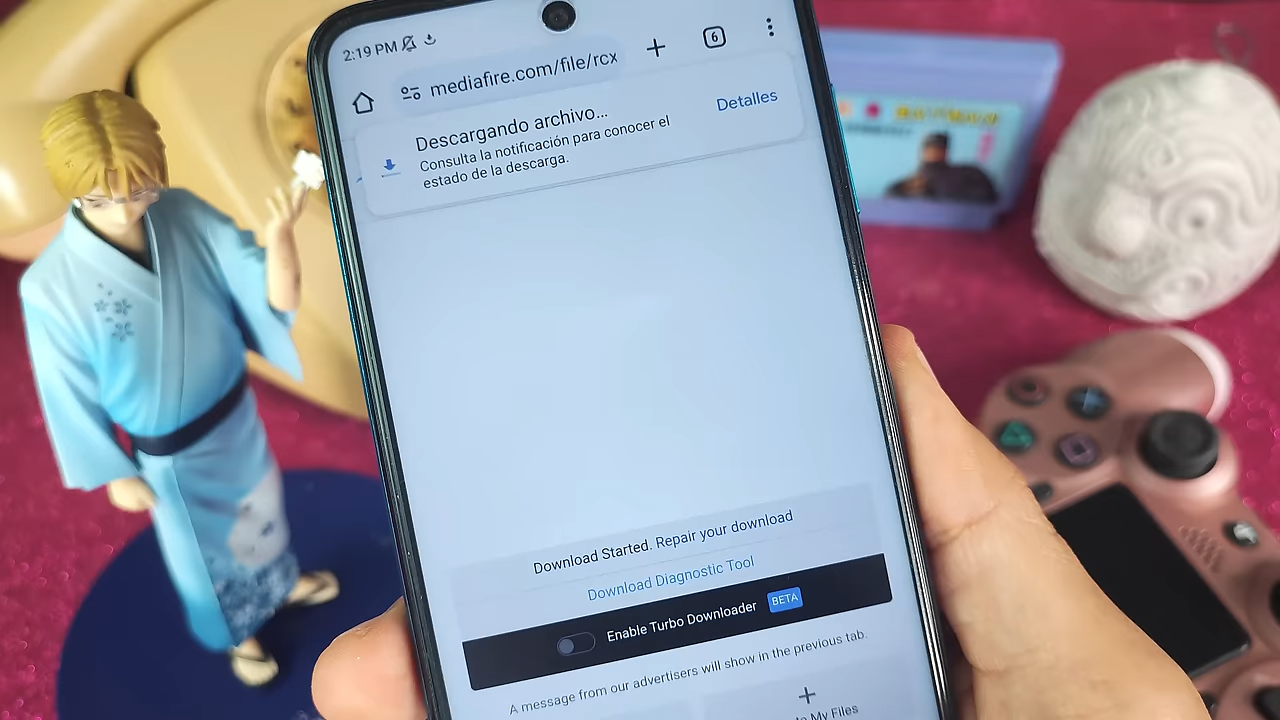 2:19 PM
6
mediafire.com/file/rcx
Descargando archivo...
Detalles
Consulta la notificación para conocer el
estado de la descarga.
Download Started. Repair your download
Download Diagnostic Tool
Enable Turbo Downloader BETA
A message from our advertisers will show in the previous tab.
My Files